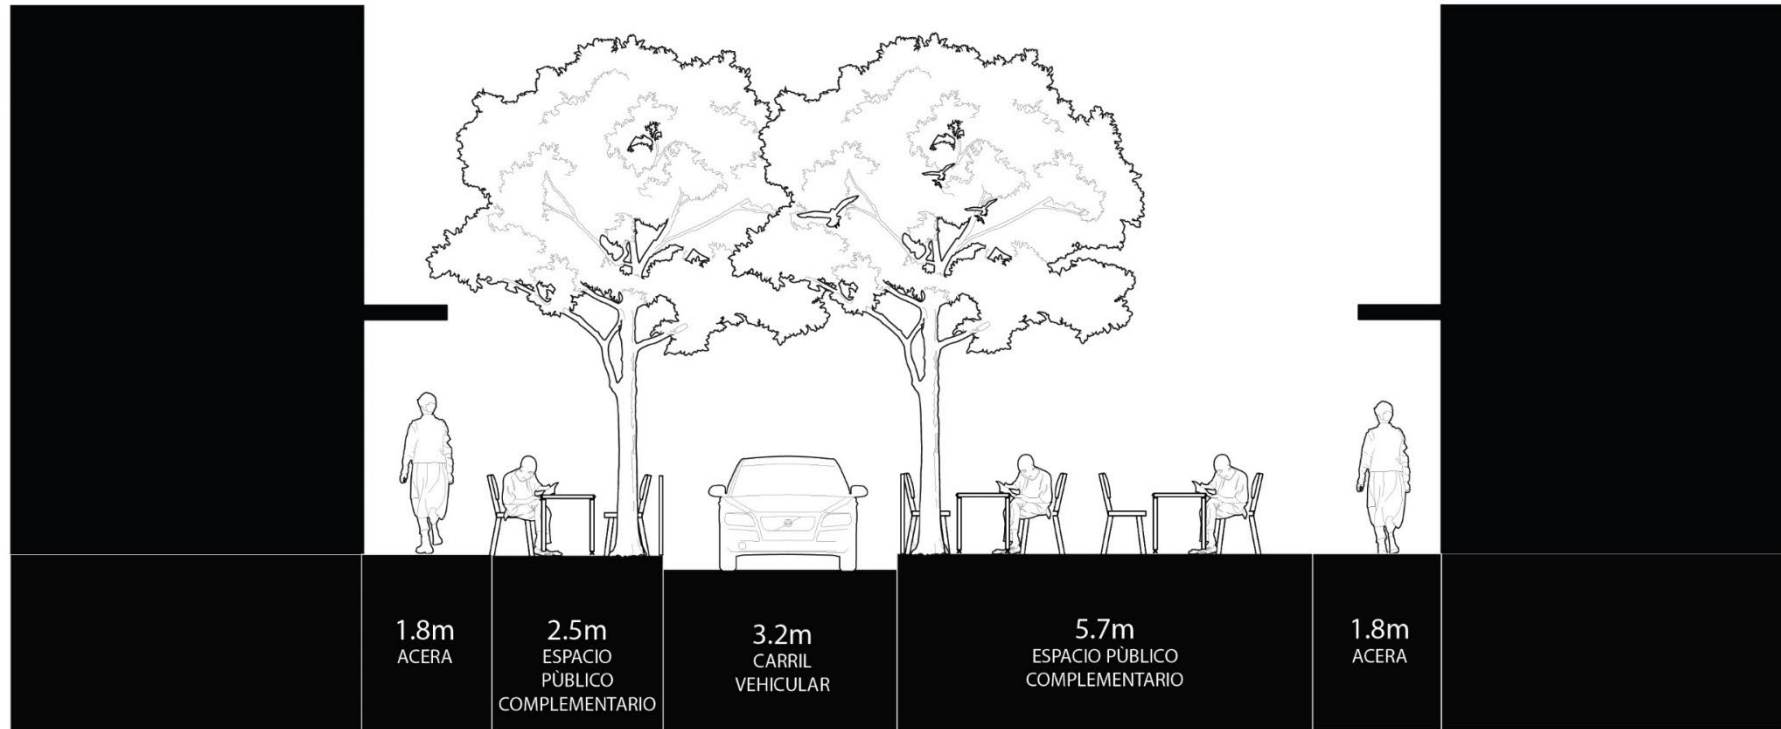 1.8m
ACERA
2.5m
ESPACIO
PÙBLICO
COMPLEMENTARIO
3.2m
CARRIL
VEHICULAR
5.7m
ESPACIO PÙBLICO
COMPLEMENTARIO
1.8m
ACERA